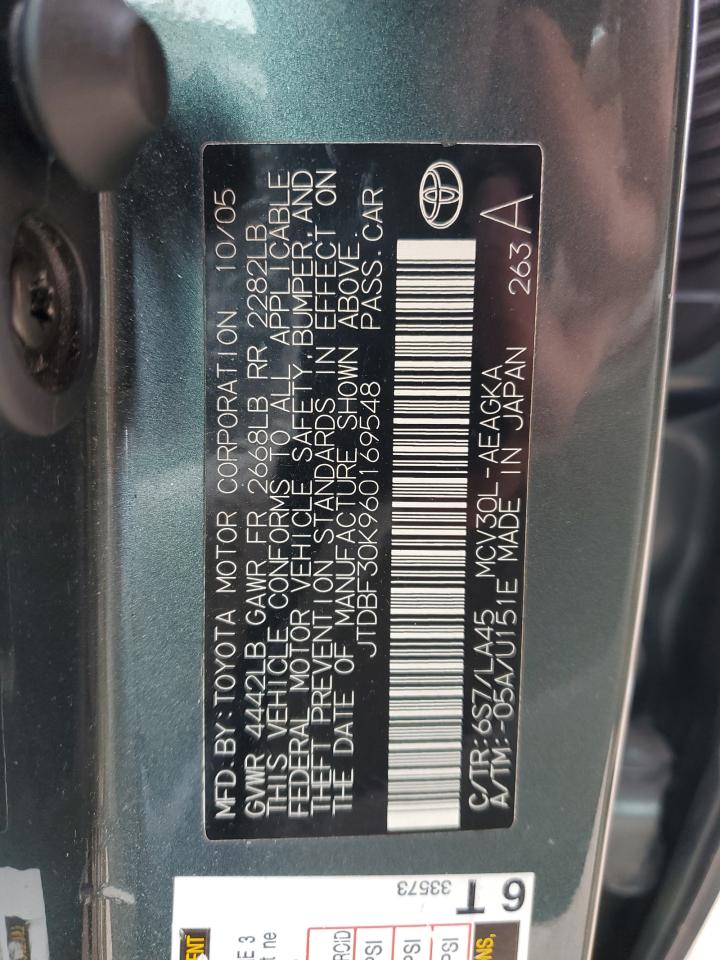 MFD.BY:TOYOTA MOTOR CORPORATION 10/05
GVWR 4442LB GAWR FR 2668LB RR 2282LB
THIS VEHICLE CONFORMS TO ALL APPLICABLE
FEDERAL MOTOR VEHICLE SAFETY,BUMPER,AND
THEFT PREVENTION STANDARDS IN EFFECT ON
THE DATE OF MANUFACTURE SHOWN ABOVE.
JTDBF30K960169548 PASS.CAR
C/TR:6S7/LA45 MCV30L-AEAGKA
A/TM:-05A/U151E MADE IN JAPAN 263 A
6T
33573
PSI
PSI
PSI